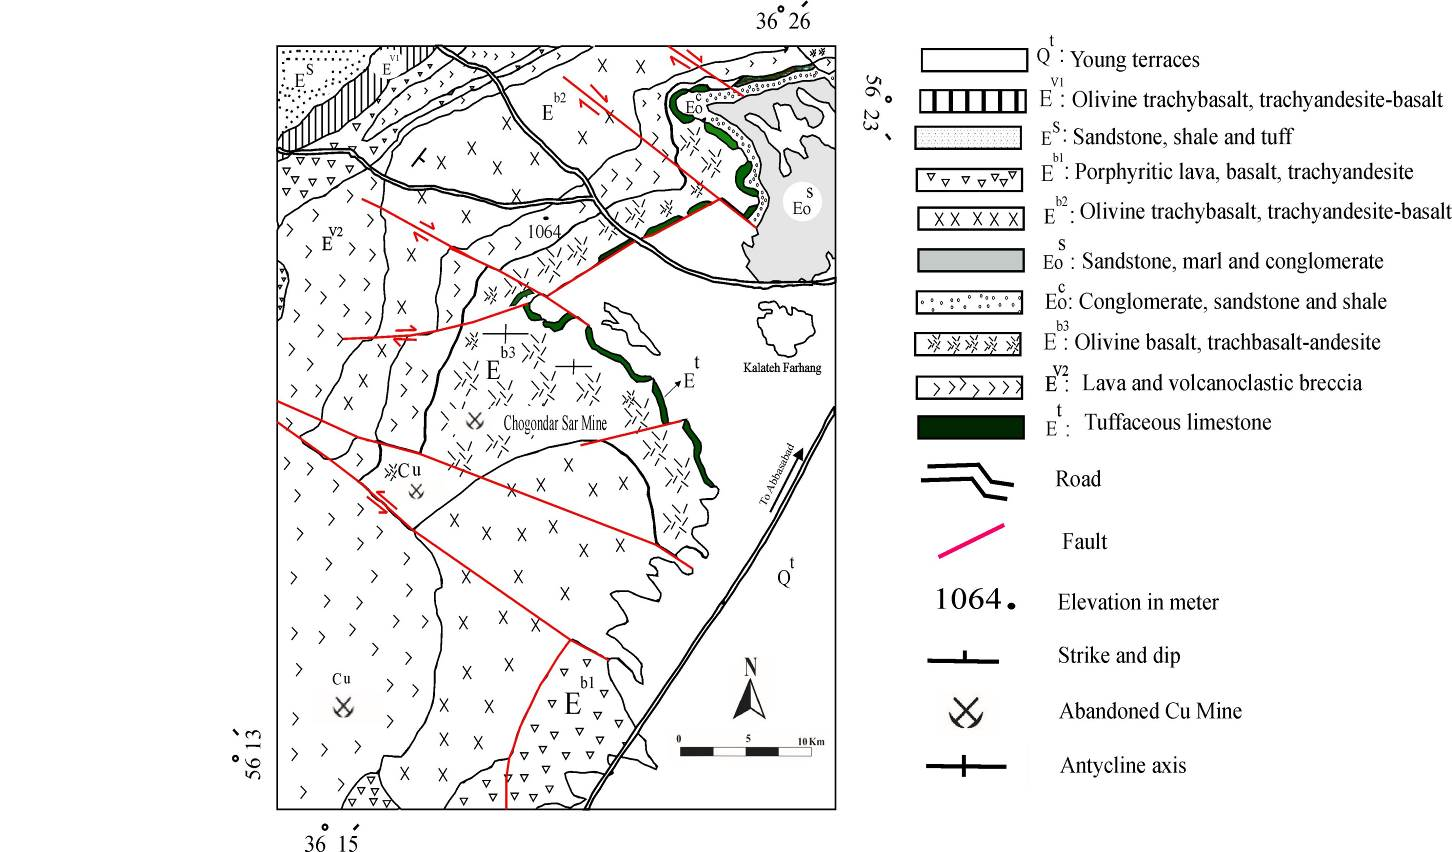 36° 26′
56° 23′
E S
E V1
E b2
Eo c
Eo S
1064
E V2
E b3
E t
Kalateh Farhang
Chogondar Sar Mine
Cu
To Abbasabad
Q t
Cu
E b1
N
0 5 10 Km
56° 13′
36° 15′
Q t : Young terraces
E V1 : Olivine trachybasalt, trachyandesite-basalt
E S : Sandstone, shale and tuff
E b1 : Porphyritic lava, basalt, trachyandesite
E b2 : Olivine trachybasalt, trachyandesite-basalt
Eo S : Sandstone, marl and conglomerate
Eo c : Conglomerate, sandstone and shale
E b3 : Olivine basalt, trachbasalt-andesite
E V2 : Lava and volcanoclastic breccia
E t : Tuffaceous limestone
Road
Fault
1064. Elevation in meter
Strike and dip
Abandoned Cu Mine
Antycline axis